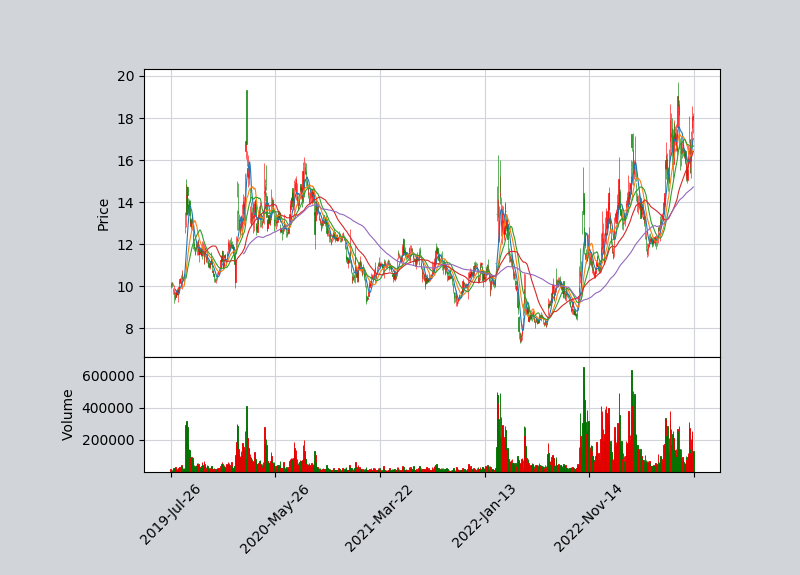 20
18
16
14
12
10
8
Price
600000
400000
200000
Volume
2019-Jul-26
2020-May-26
2021-Mar-22
2022-Jan-13
2022-Nov-14